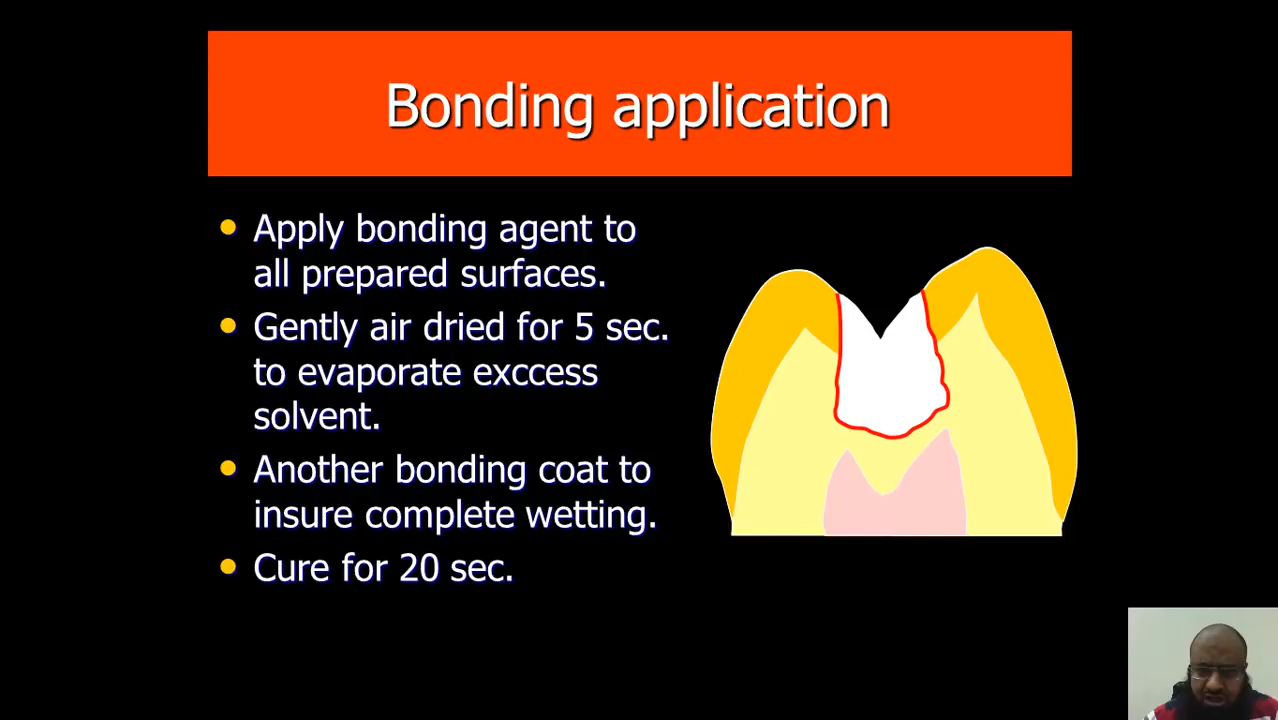 Bonding application
Apply bonding agent to
all prepared surfaces.
Gently air dried for 5 sec.
to evaporate exccess
solvent.
Another bonding coat to
insure complete wetting.
Cure for 20 sec.